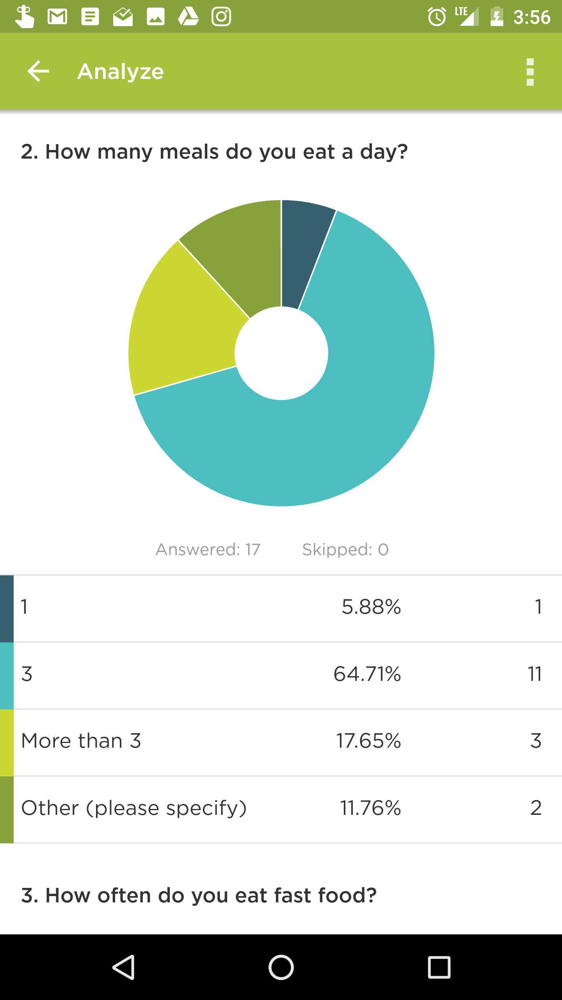 LTE 3:56
Analyze
2. How many meals do you eat a day?
Answered: 17 Skipped: 0
1 5.88% 1
3 64.71% 11
More than 3 17.65% 3
Other (please specify) 11.76% 2
3. How often do you eat fast food?